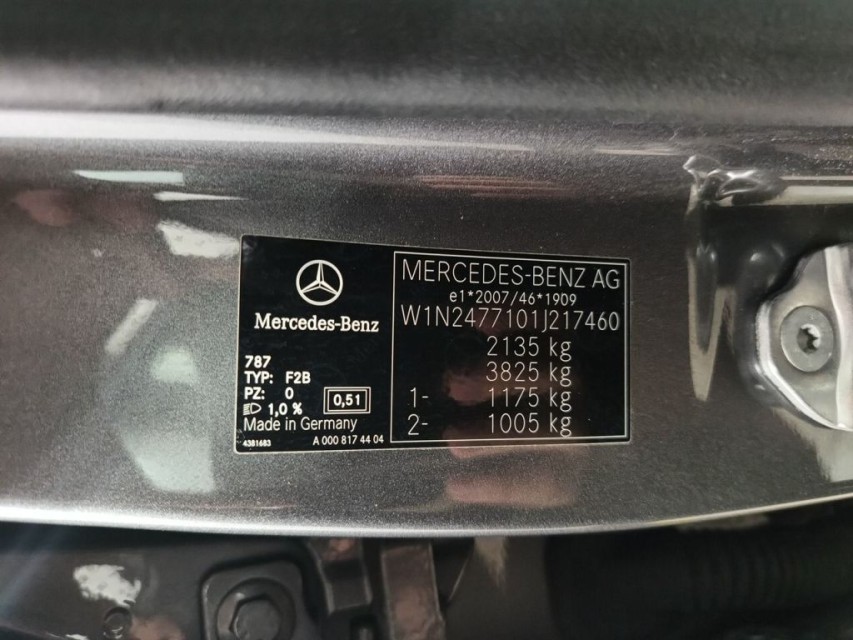 Mercedes-Benz
787
TYP: F2B
PZ: 0
1,0 %
0,51
Made in Germany
4381683
A 000 817 44 04
MERCEDES-BENZ AG
e1*2007/46*1909
W1N2477101J217460
2135 kg
3825 kg
1- 1175 kg
2- 1005 kg